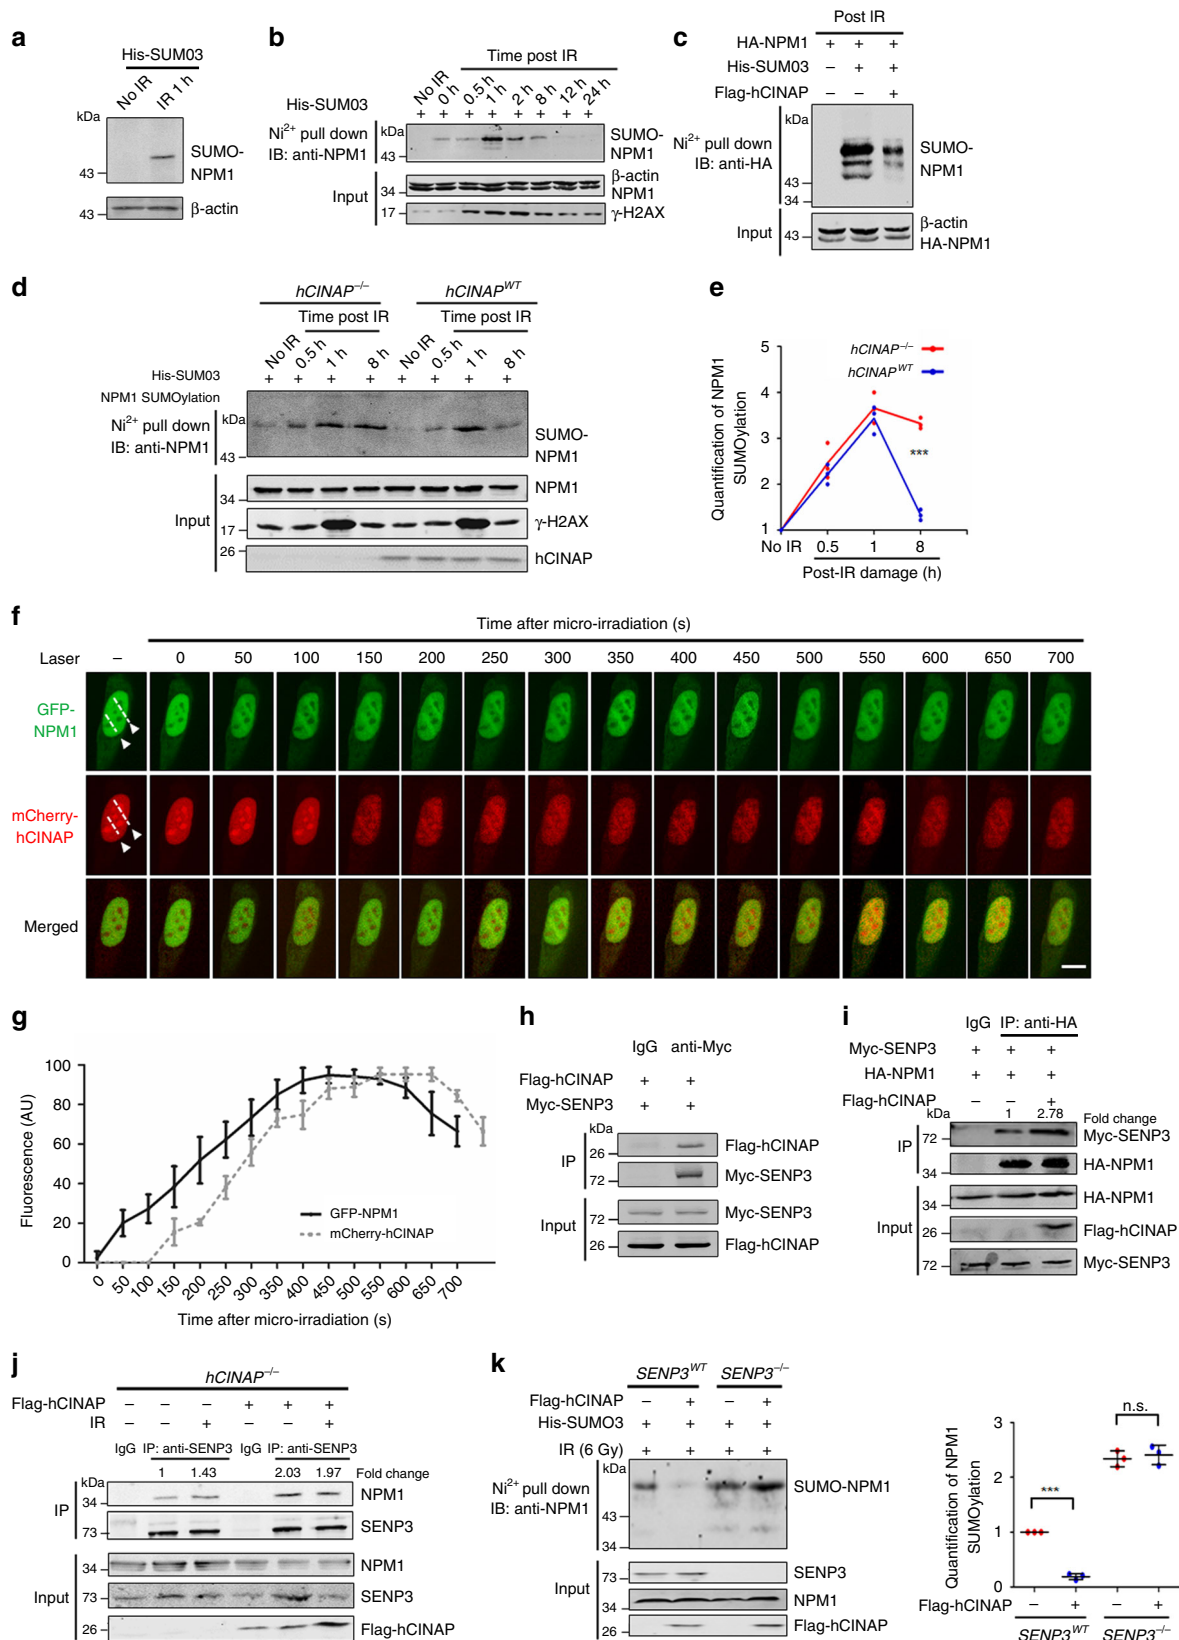 a
His-SUM03
No IR
IR 1 h
kDa
43
SUMO-
NPM1
43
β-actin
b
Time post IR
No IR
0 h
0.5 h
1 h
2 h
8 h
12 h
24 h
His-SUM03
+ + + + + + + +
Ni2+ pull down
IB: anti-NPM1
kDa
43
SUMO-
NPM1
Input
34
β-actin
NPM1
17
γ-H2AX
c
Post IR
HA-NPM1 + + +
His-SUM03 – + +
Flag-hCINAP – – +
Ni2+ pull down
IB: anti-HA
kDa
43
34
SUMO-
NPM1
Input
43
β-actin
HA-NPM1
d
hCINAP–/–
hCINAPWT
Time post IR
Time post IR
No IR
0.5 h
1 h
8 h
No IR
0.5 h
1 h
8 h
His-SUM03
+ + + + + + + +
NPM1 SUMOylation
Ni2+ pull down
IB: anti-NPM1
kDa
43
SUMO-
NPM1
Input
34
NPM1
17
γ-H2AX
26
hCINAP
e
Quantification of NPM1
SUMOylation
5
4
3
2
1
hCINAP–/–
hCINAPWT
***
No IR 0.5 1 8
Post-IR damage (h)
f
Time after micro-irradiation (s)
Laser – 0 50 100 150 200 250 300 350 400 450 500 550 600 650 700
GFP-
NPM1
mCherry-
hCINAP
Merged
g
Fluorescence (AU)
100
80
60
40
20
0
GFP-NPM1
mCherry-hCINAP
0 50 100 150 200 250 300 350 400 450 500 550 600 650 700
Time after micro-irradiation (s)
h
IgG anti-Myc
Flag-hCINAP + +
Myc-SENP3 + +
kDa
IP
26
Flag-hCINAP
72
Myc-SENP3
Input
72
Myc-SENP3
26
Flag-hCINAP
i
IgG IP: anti-HA
Myc-SENP3 + + +
HA-NPM1 + + +
Flag-hCINAP – – +
kDa
1 2.78 Fold change
IP
72
Myc-SENP3
34
HA-NPM1
Input
34
HA-NPM1
26
Flag-hCINAP
72
Myc-SENP3
j
hCINAP–/–
Flag-hCINAP – – – + + +
IR – – + – – +
IgG IP: anti-SENP3 IgG IP: anti-SENP3
kDa
1 1.43 2.03 1.97 Fold change
IP
34
NPM1
73
SENP3
Input
34
NPM1
73
SENP3
26
Flag-hCINAP
k
SENP3WT SENP3–/–
Flag-hCINAP – + – +
His-SUMO3 + + + +
IR (6 Gy) + + + +
Ni2+ pull down
IB: anti-NPM1
kDa
43
34
SUMO-NPM1
Input
73
SENP3
34
NPM1
26
Flag-hCINAP
Quantification of NPM1
SUMOylation
3
2
1
0
***
n.s.
Flag-hCINAP – + – +
SENP3WT SENP3–/–